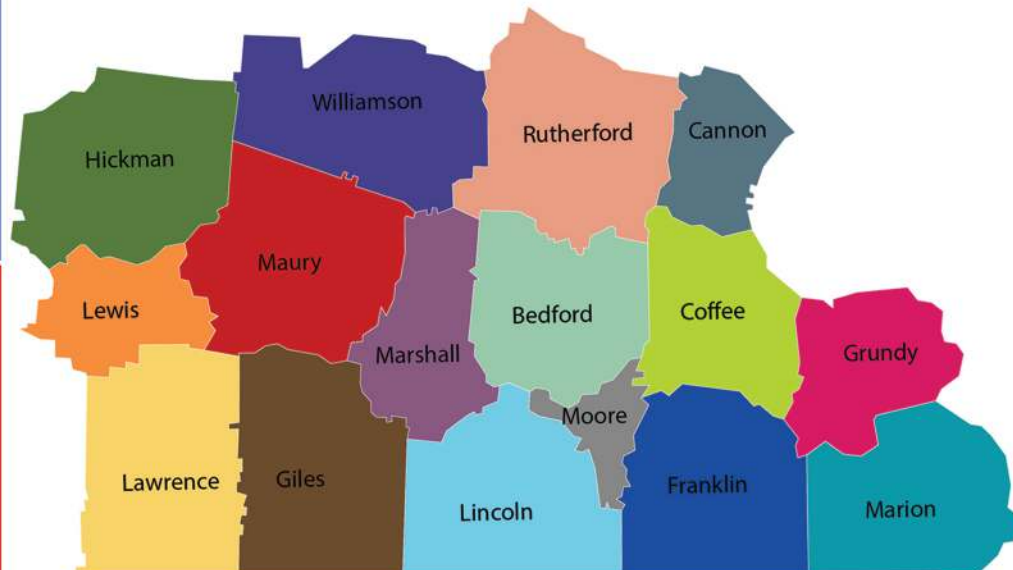 Williamson
Rutherford
Cannon
Hickman
Maury
Lewis
Bedford
Coffee
Marshall
Grundy
Moore
Lawrence
Giles
Lincoln
Franklin
Marion